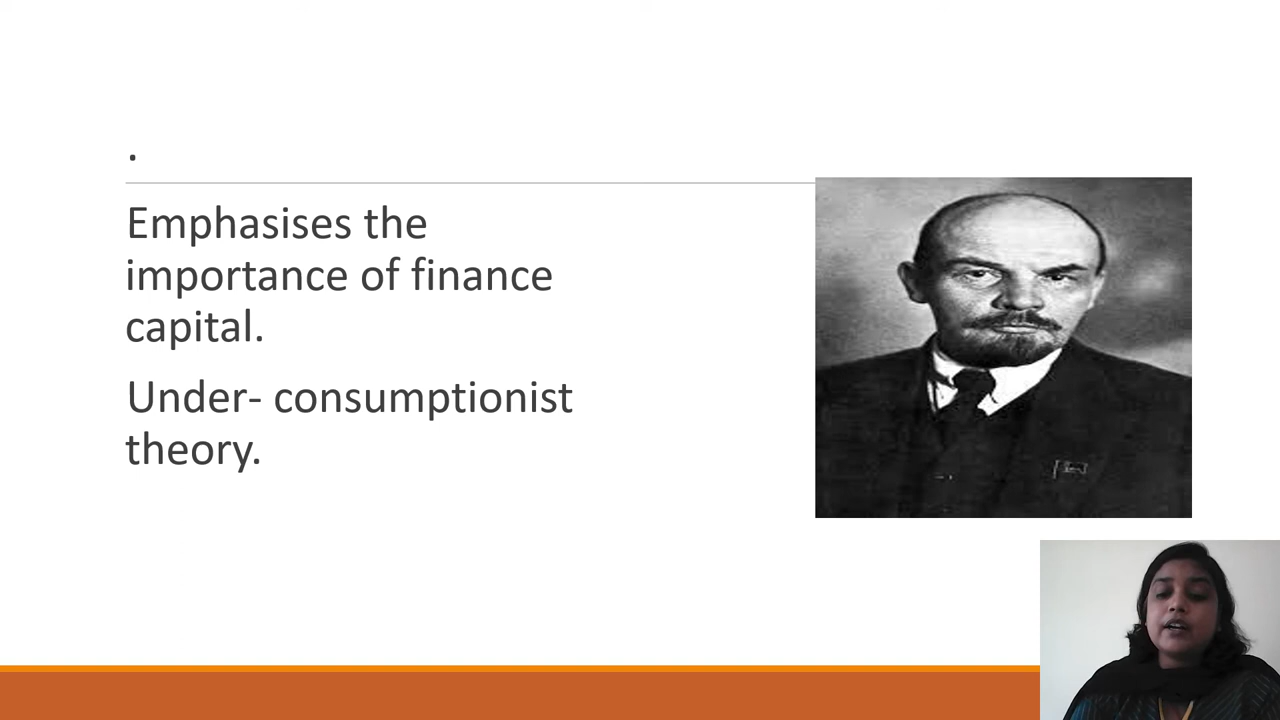 .
Emphasises the
importance of finance
capital.
Under- consumptionist
theory.